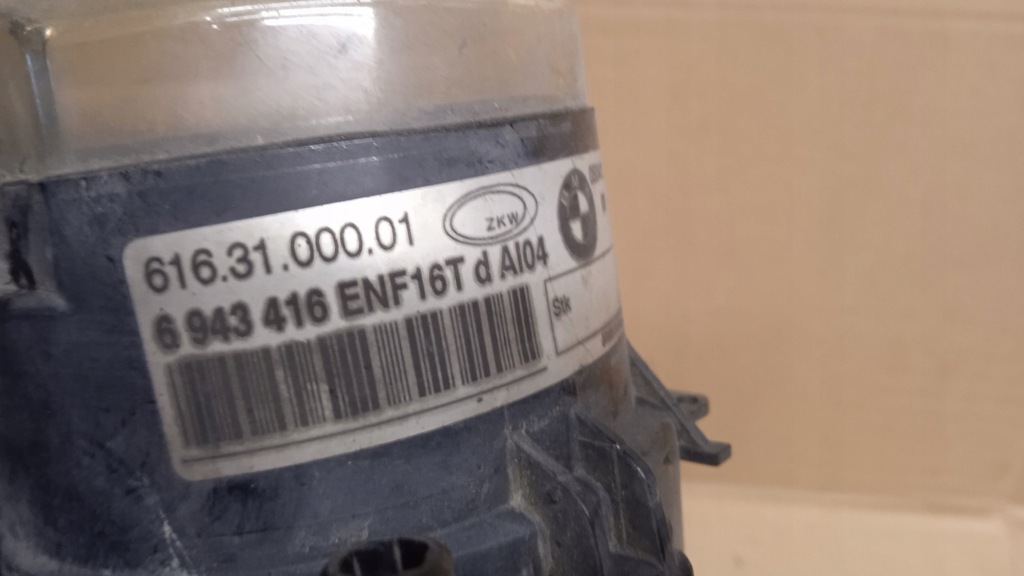 616.31.000.01
ZKW
6 943 416 ENF16T d AI04
Stk